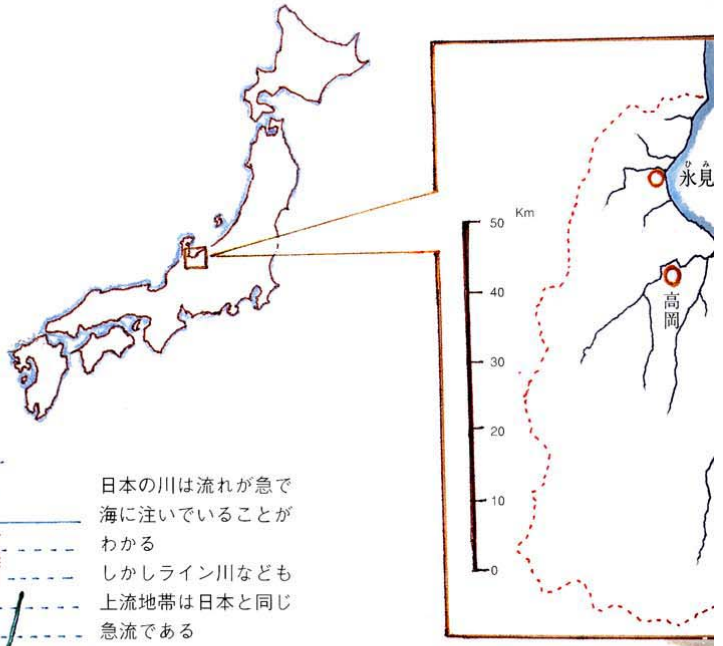 Km
50
40
30
20
10
0
ひみ
氷見
高岡
日本の川は流れが急で
海に注いでいることが
わかる
しかしライン川なども
上流地帯は日本と同じ
急流である